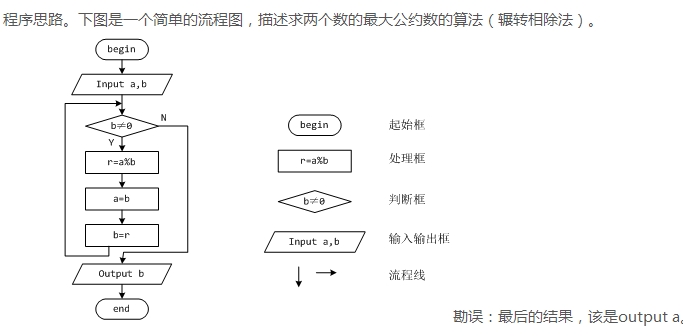 程序思路。下图是一个简单的流程图，描述求两个数的最大公约数的算法（辗转相除法）。
begin
Input a,b
b≠0
N
Y
r=a%b
a=b
b=r
Output b
end
begin 起始框
r=a%b 处理框
b≠0 判断框
Input a,b 输入输出框
流程线
勘误：最后的结果，该是output a。